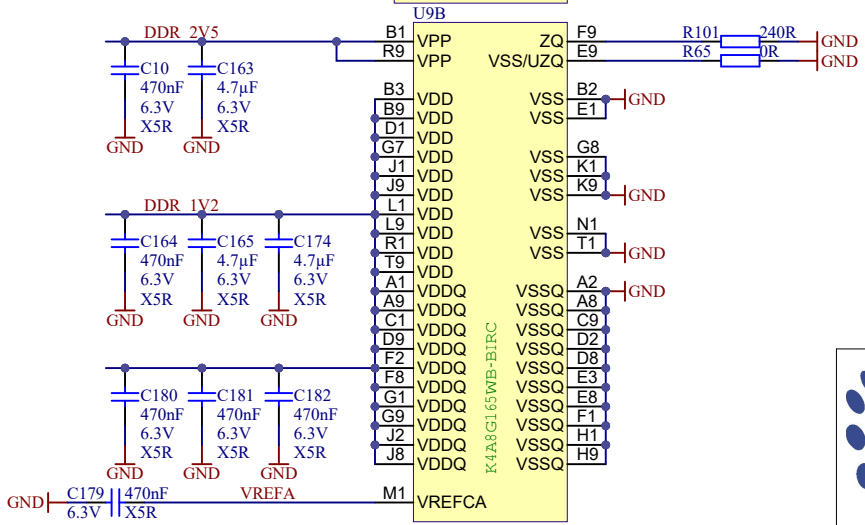 U9B
DDR_2V5
C10
470nF
6.3V
X5R
GND
C163
4.7µF
6.3V
X5R
GND
DDR_1V2
C164
470nF
6.3V
X5R
GND
C165
4.7µF
6.3V
X5R
GND
C174
4.7µF
6.3V
X5R
GND
C180
470nF
6.3V
X5R
GND
C181
470nF
6.3V
X5R
GND
C182
470nF
6.3V
X5R
GND
GND
C179
6.3V
470nF
X5R
VREFA
B1 VPP
R9 VPP
B3 VDD
B9 VDD
D1 VDD
G7 VDD
J1 VDD
J9 VDD
L1 VDD
L9 VDD
R1 VDD
T9 VDD
A1 VDDQ
A9 VDDQ
C1 VDDQ
D9 VDDQ
F2 VDDQ
F8 VDDQ
G1 VDDQ
G9 VDDQ
J2 VDDQ
J8 VDDQ
M1 VREFCA
K4A8G165WB-BIRC
ZQ F9
VSS/UZQ E9
VSS B2
VSS E1
VSS G8
VSS K1
VSS K9
VSS N1
VSS T1
VSSQ A2
VSSQ A8
VSSQ C9
VSSQ D2
VSSQ D8
VSSQ E3
VSSQ E8
VSSQ F1
VSSQ H1
VSSQ H9
R101 240R GND
R65 0R GND
GND
GND
GND
GND